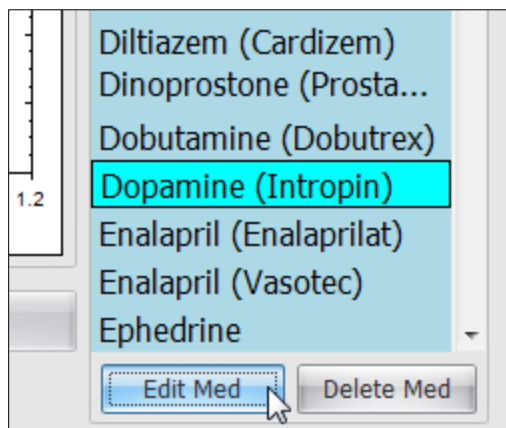 Diltiazem (Cardizem)
Dinoprostone (Prosta...
Dobutamine (Dobutrex)
1.2
Dopamine (Intropin)
Enalapril (Enalaprilat)
Enalapril (Vasotec)
Ephedrine
Edit Med
Delete Med